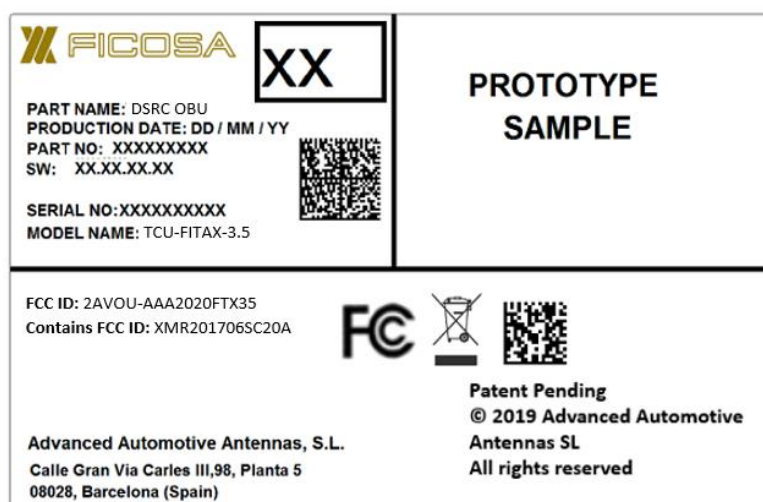 FICOSA
XX
PART NAME: DSRC OBU
PRODUCTION DATE: DD / MM / YY
PART NO: XXXXXXXXX
SW: XX.XX.XX.XX
SERIAL NO:XXXXXXXXXX
MODEL NAME: TCU-FITAX-3.5
PROTOTYPE
SAMPLE
FCC ID: 2AVOU-AAA2020FTX35
Contains FCC ID: XMR201706SC20A
FC
Advanced Automotive Antennas, S.L.
Calle Gran Via Carles III,98, Planta 5
08028, Barcelona (Spain)
Patent Pending
© 2019 Advanced Automotive
Antennas SL
All rights reserved